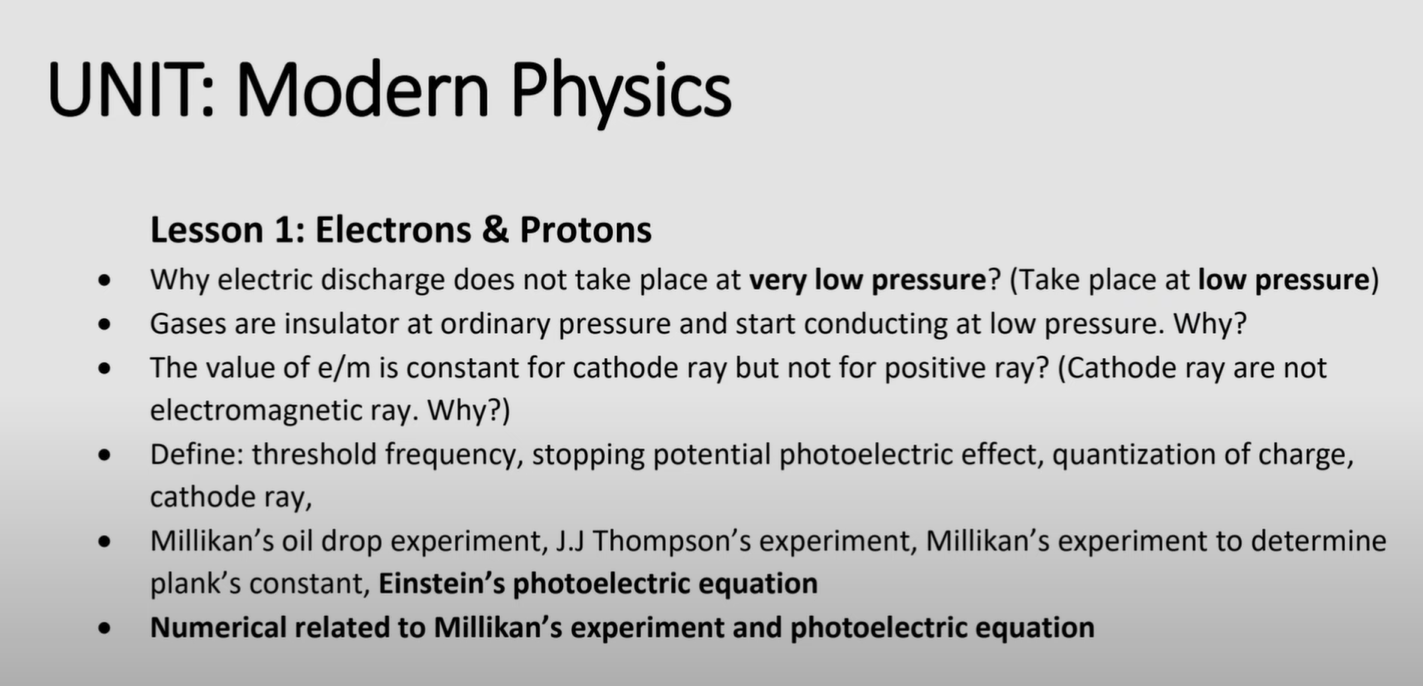 UNIT: Modern Physics
Lesson 1: Electrons & Protons
• Why electric discharge does not take place at very low pressure? (Take place at low pressure)
• Gases are insulator at ordinary pressure and start conducting at low pressure. Why?
• The value of e/m is constant for cathode ray but not for positive ray? (Cathode ray are not
electromagnetic ray. Why?)
• Define: threshold frequency, stopping potential photoelectric effect, quantization of charge,
cathode ray,
• Millikan’s oil drop experiment, J.J Thompson’s experiment, Millikan’s experiment to determine
plank’s constant, Einstein’s photoelectric equation
• Numerical related to Millikan’s experiment and photoelectric equation